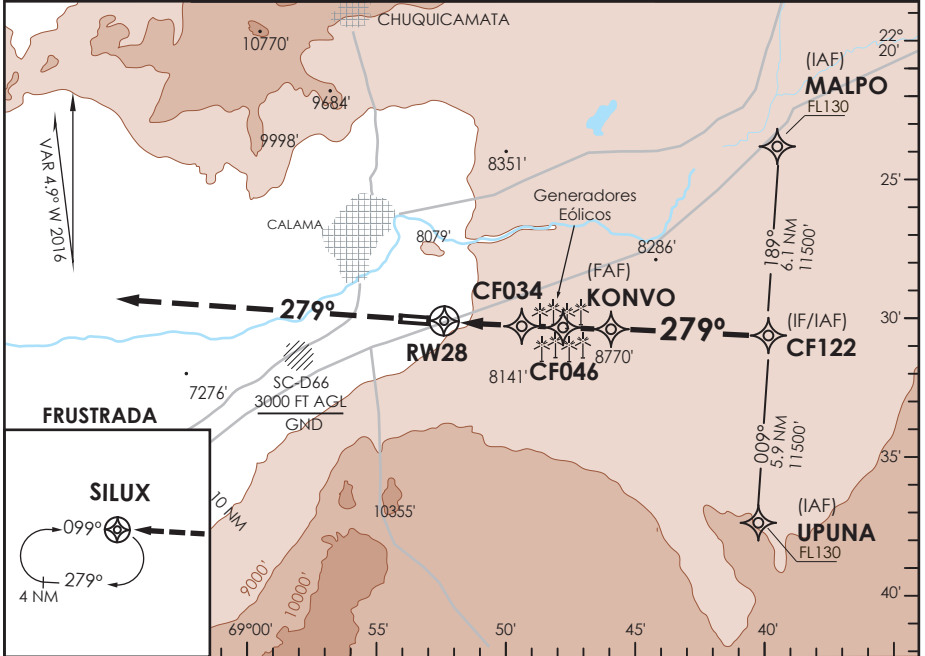 CHUQUICAMATA
10770'
9684'
9998'
VAR 4.9° W 2016
8351'
(IAF)
MALPO
FL130
22°
20'
25'
Generadores
Eólicos
CALAMA
8079'
8286'
189°
6.1 NM
11500'
(FAF)
CF034
KONVO
279°
279°
30'
(IF/IAF)
CF122
RW28
CF046
8770'
8141'
7276'
SC-D66
3000 FT AGL
GND
009°
5.9 NM
11500'
35'
FRUSTRADA
SILUX
099°
279°
4 NM
10 NM
10355'
(IAF)
UPUNA
FL130
9000'
10000'
40'
69°00'
55'
50'
45'
40'